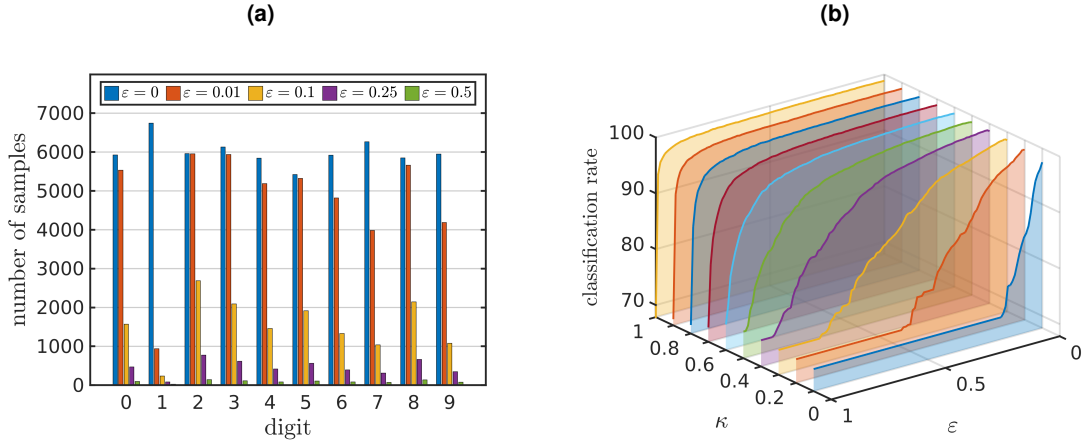 (a)
(b)
ε = 0 ε = 0.01 ε = 0.1 ε = 0.25 ε = 0.5
number of samples
7000
6000
5000
4000
3000
2000
1000
0
0 1 2 3 4 5 6 7 8 9
digit
classification rate
100
90
80
70
1
0.8
0.6
0.4
0.2
0
κ
1
0.5
0
ε